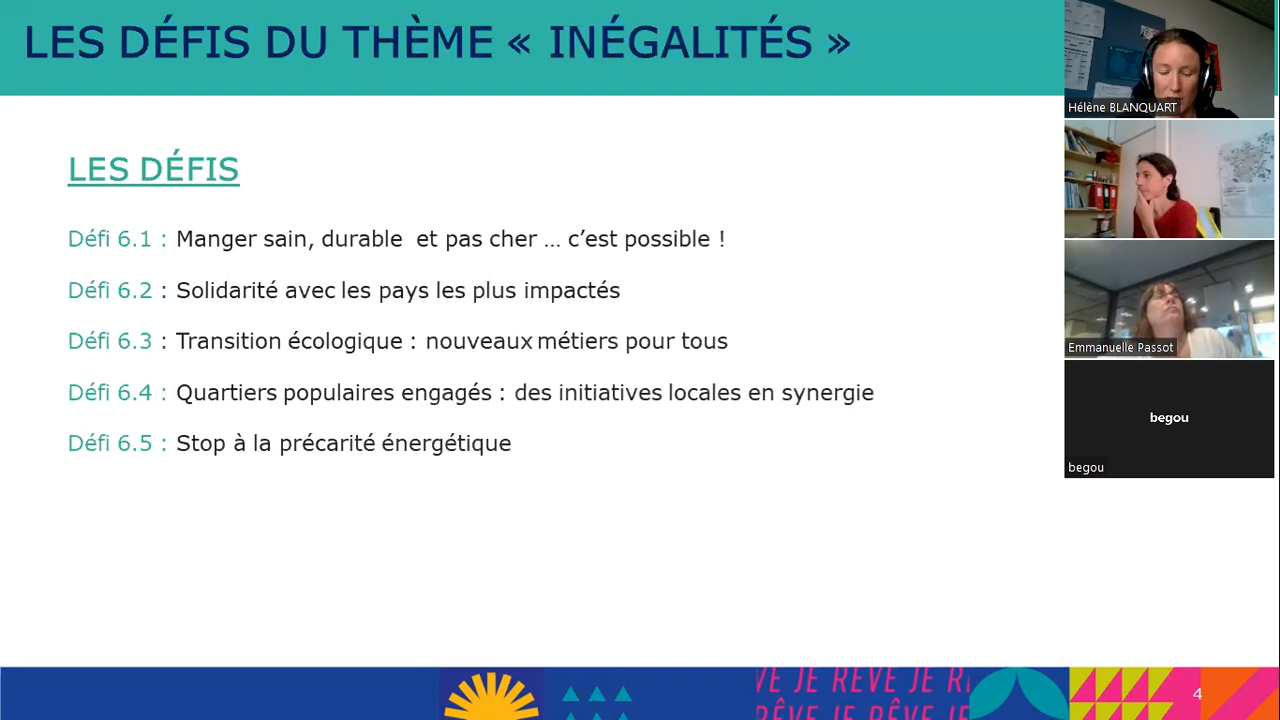 LES DÉFIS DU THÈME « INÉGALITÉS »
LES DÉFIS
Défi 6.1 : Manger sain, durable et pas cher … c’est possible !
Défi 6.2 : Solidarité avec les pays les plus impactés
Défi 6.3 : Transition écologique : nouveaux métiers pour tous
Défi 6.4 : Quartiers populaires engagés : des initiatives locales en synergie
Défi 6.5 : Stop à la précarité énergétique
Hélène BLANQUART
Emmanuelle Passot
begou
begou
VE JE RÊVE JE R
RÊVE JE RÊVE JE
4